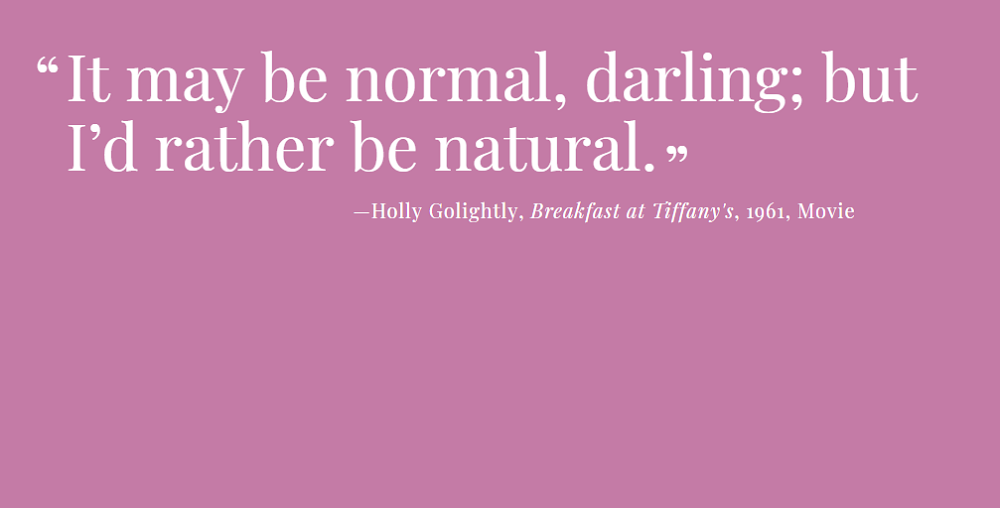 “It may be normal, darling; but
I’d rather be natural.”
—Holly Golightly, Breakfast at Tiffany's, 1961, Movie